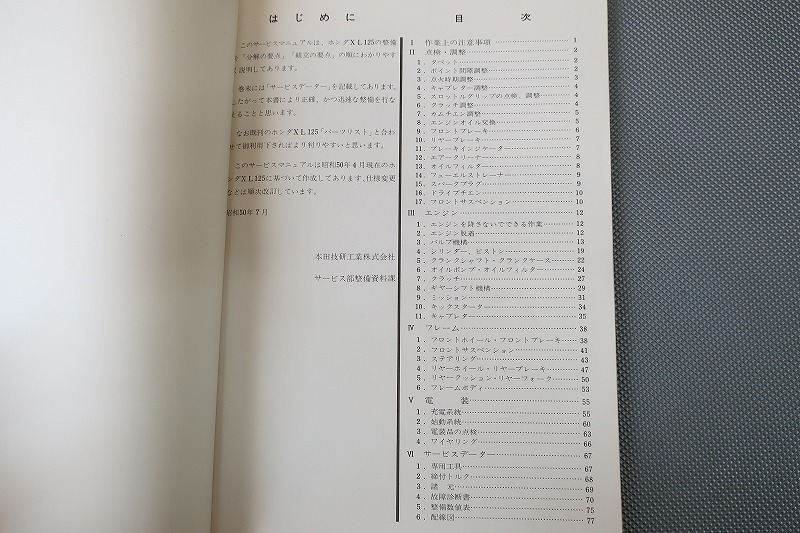 はじめに
このサービスマニュアルは、ホンダXL125の整備
「分解の要点」「組立の要点」の順にわかりやす
く説明してあります。
巻末には「サービスデーター」を記載してあります。
したがって本書により正確、かつ迅速な整備を行な
えることと思います。
なお既刊のホンダXL125「パーツリスト」と合わ
せて御利用下されればより判りやすいと思います。
このサービスマニュアルは昭和50年4月現在のホ
ンダXL125に基づいて作成してあります、仕様変更
などは順次改訂しています。
昭和50年7月
本田技研工業株式会社
サービス部整備資料課
目次
Ⅰ 作業上の注意事項 1
Ⅱ 点検・調整 2
1. タペット 2
2. ポイント間隙調整 2
3. 点火時期調整 3
4. キャブレター調整 4
5. スロットルグリップの点検、調整 4
6. クラッチ調整 4
7. カムチエン調整 5
8. エンジンオイル交換 5
9. フロントブレーキ 6
10. リヤーブレーキ 7
11. ブレーキインジケーター 7
12. エアークリーナー 8
13. オイルフィルター 8
14. フューエルストレーナー 9
15. スパークプラグ 9
16. ドライブチエン 10
17. フロントサスペンション 10
Ⅲ エンジン 12
1. エンジンを降さないでできる作業 12
2. エンジン脱着 12
3. バルブ機構 13
4. シリンダー、ピストン 19
5. クランクシャフト・クランクケース 22
6. オイルポンプ・オイルフィルター 24
7. クラッチ 27
8. ギヤーシフト機構 29
9. ミッション 31
10. キックスターター 34
11. キャブレター 35
Ⅳ フレーム 38
1. フロントホイール・フロントブレーキ 38
2. フロントサスペンション 41
3. ステアリング 43
4. リヤーホイール・リヤーブレーキ 47
5. リヤークッション・リヤーフォーク 50
6. フレームボディ 53
Ⅴ 電装 55
1. 充電系統 55
2. 始動系統 60
3. 電装品の点検 63
4. ワイヤリング 66
Ⅵ サービスデーター 67
1. 専用工具 67
2. 締付トルク 68
3. 諸元 69
4. 故障診断書 70
5. 整備数値表 75
6. 配線図 77